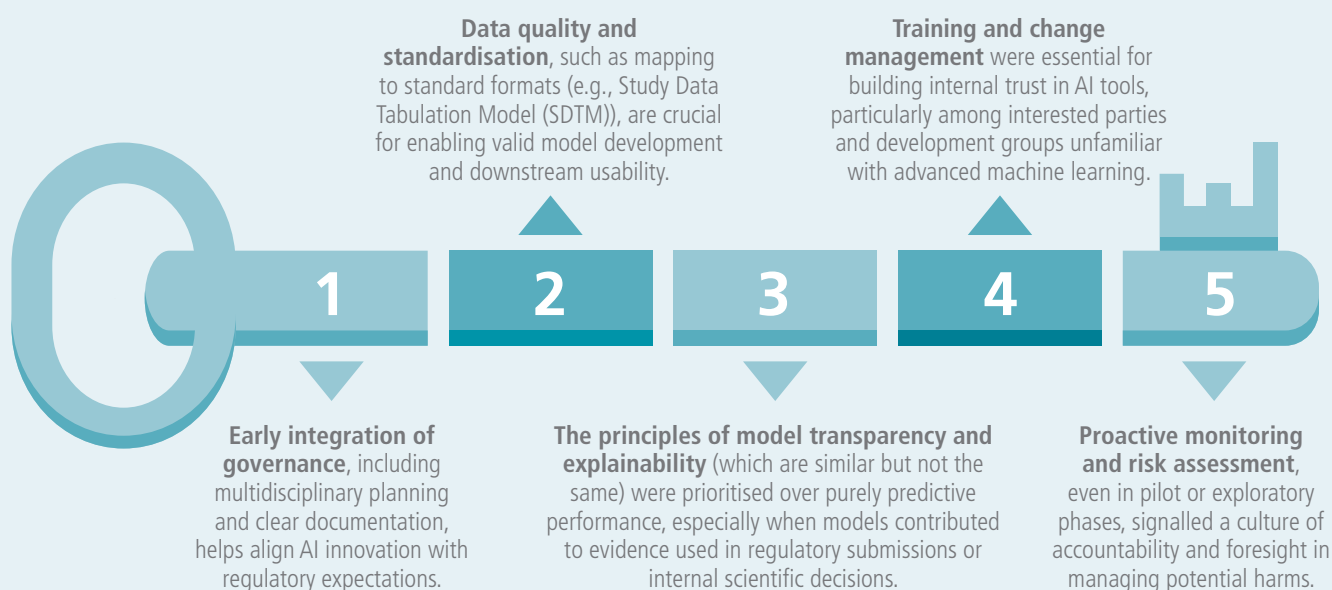 1
Early integration of
governance, including
multidisciplinary planning
and clear documentation,
helps align AI innovation with
regulatory expectations.
2
Data quality and
standardisation, such as mapping
to standard formats (e.g., Study Data
Tabulation Model (SDTM)), are crucial
for enabling valid model development
and downstream usability.
3
The principles of model transparency and
explainability (which are similar but not the
same) were prioritised over purely predictive
performance, especially when models contributed
to evidence used in regulatory submissions or
internal scientific decisions.
4
Training and change
management were essential for
building internal trust in AI tools,
particularly among interested parties
and development groups unfamiliar
with advanced machine learning.
5
Proactive monitoring
and risk assessment,
even in pilot or exploratory
phases, signalled a culture of
accountability and foresight in
managing potential harms.